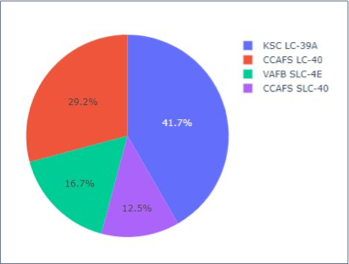 KSC LC-39A
CCAFS LC-40
VAFB SLC-4E
CCAFS SLC-40
29.2%
41.7%
16.7%
12.5%